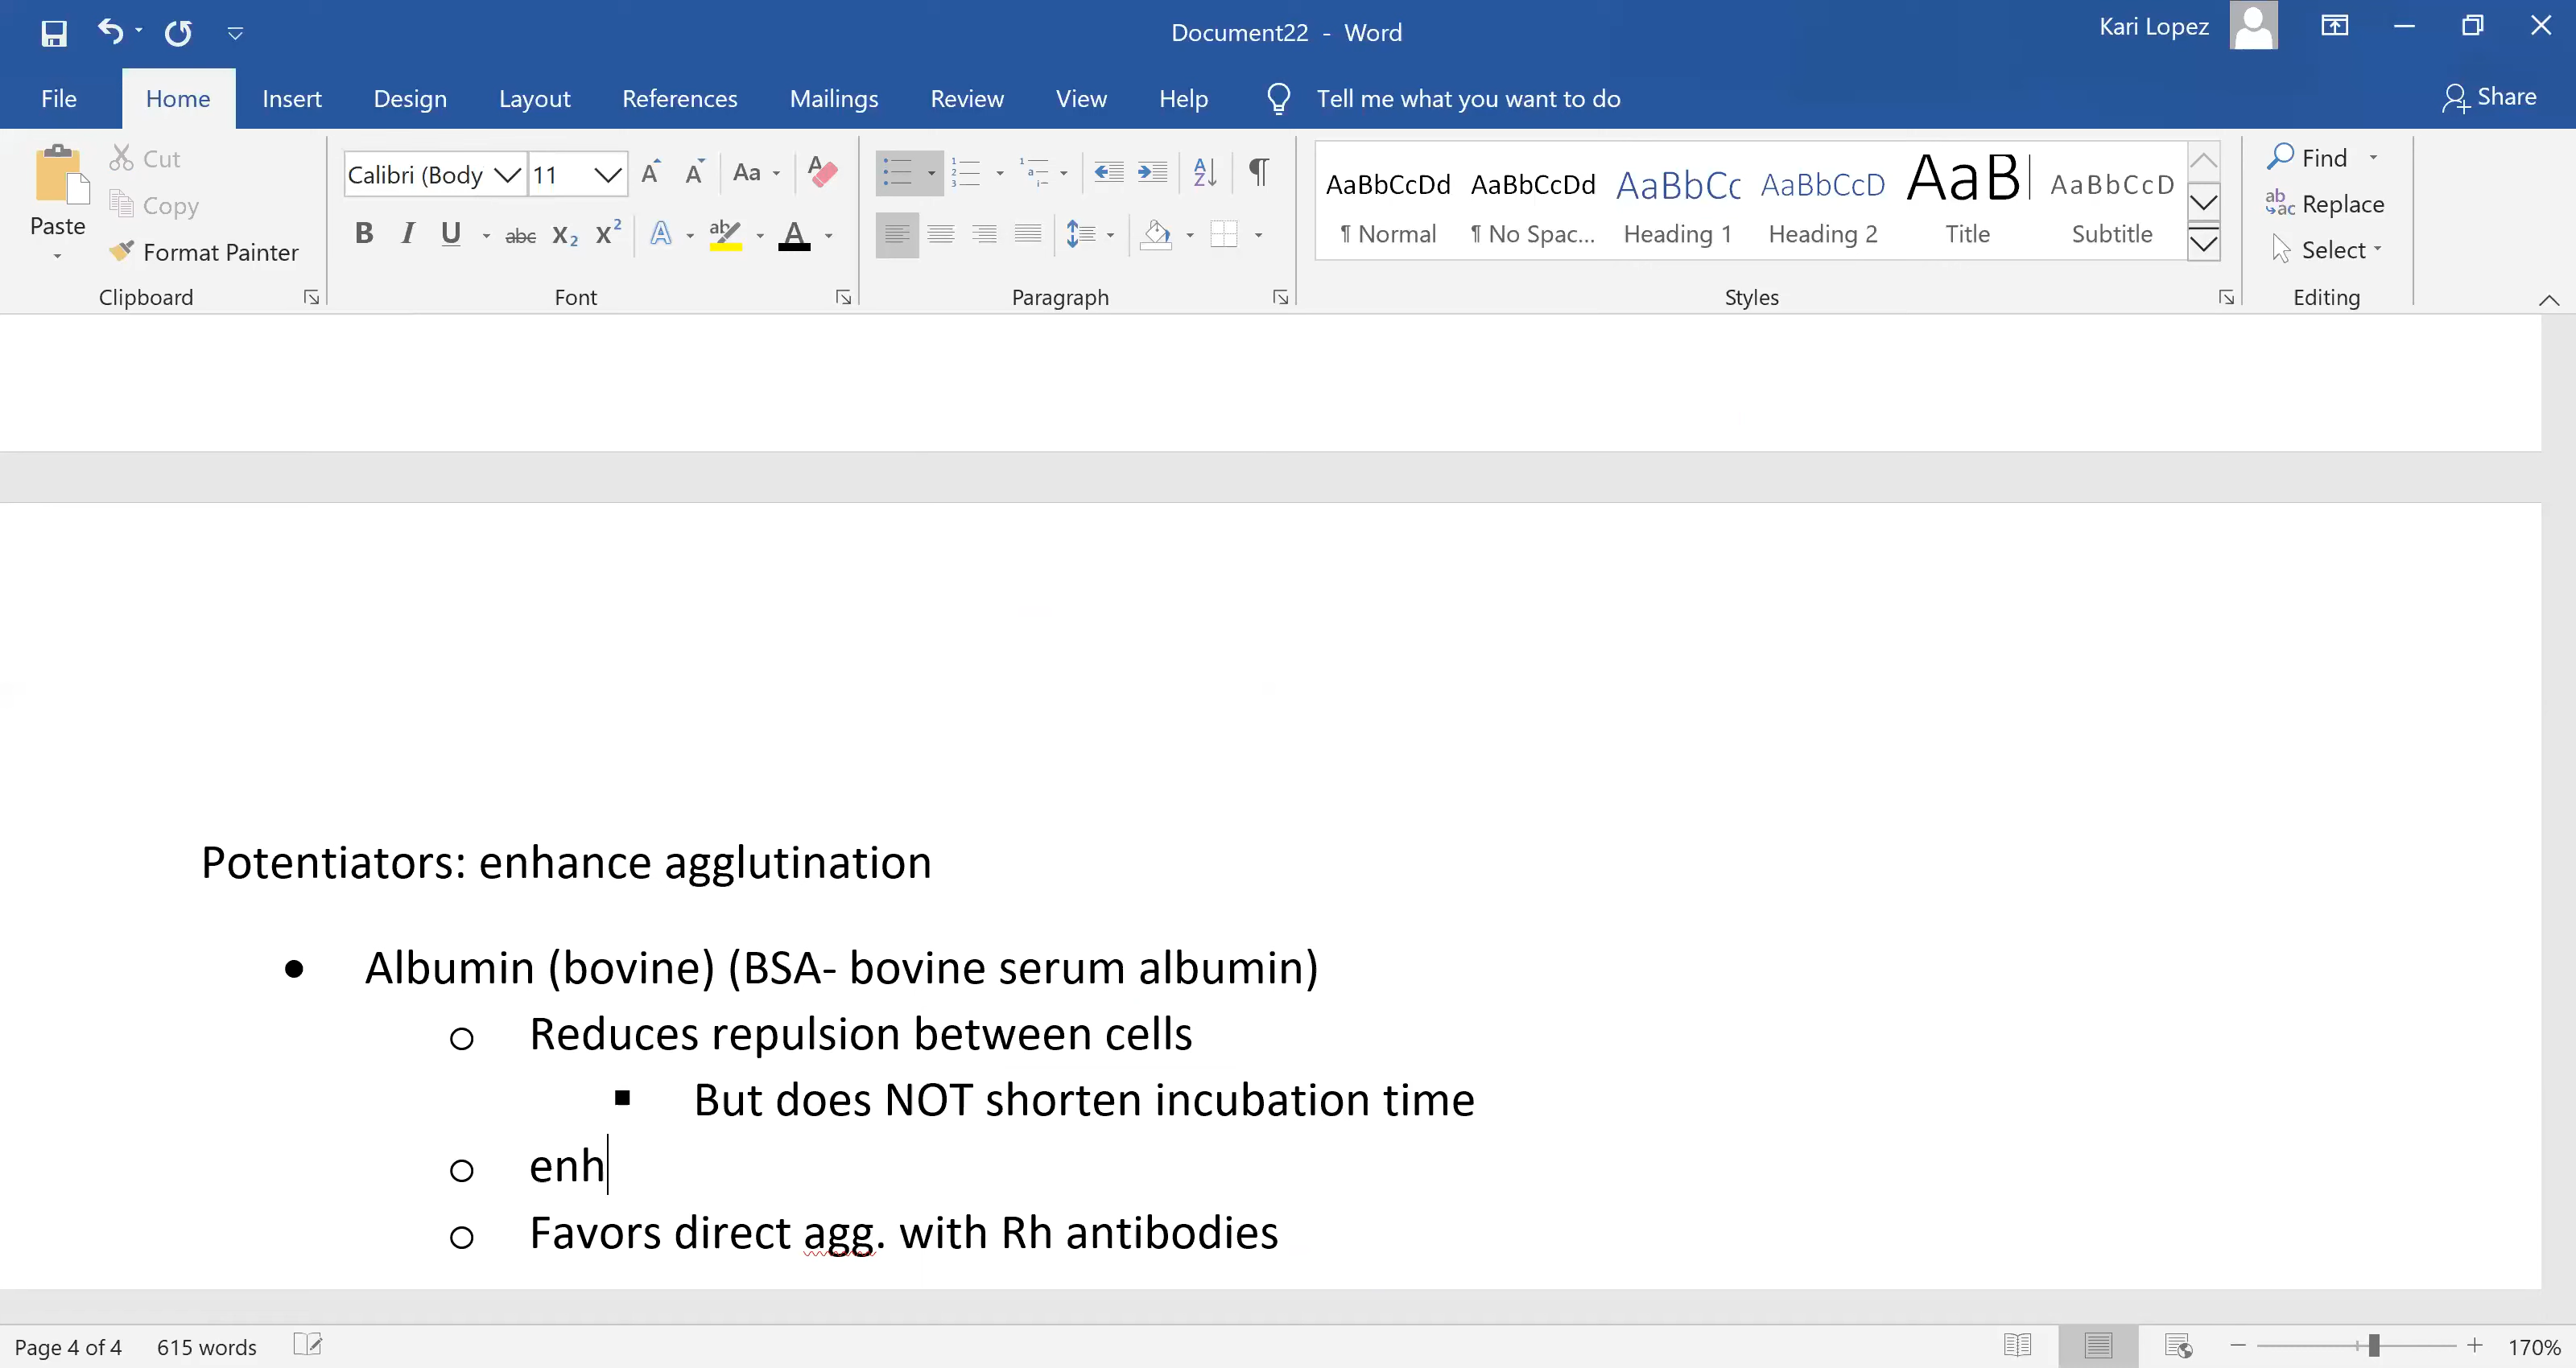 Document22 - Word
Kari Lopez
File Home Insert Design Layout References Mailings Review View Help Tell me what you want to do Share
Paste
Cut
Copy
Format Painter
Clipboard
Calibri (Body 11
Font
Paragraph
AaBbCcDd AaBbCcDd AaBbCc AaBbCcD AaB AaBbCcD
¶ Normal ¶ No Spac... Heading 1 Heading 2 Title Subtitle
Styles
Find
Replace
Select
Editing
Potentiators: enhance agglutination
● Albumin (bovine) (BSA- bovine serum albumin)
o Reduces repulsion between cells
▪ But does NOT shorten incubation time
o enh
o Favors direct agg. with Rh antibodies
Page 4 of 4 615 words 170%